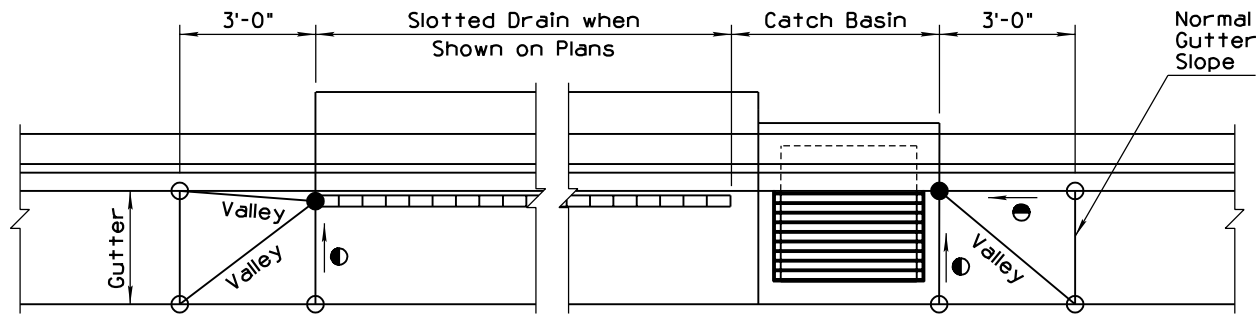 3'-0"
Slotted Drain when
Shown on Plans
Catch Basin
3'-0"
Normal
Gutter
Slope
Gutter
Valley
Valley
Valley